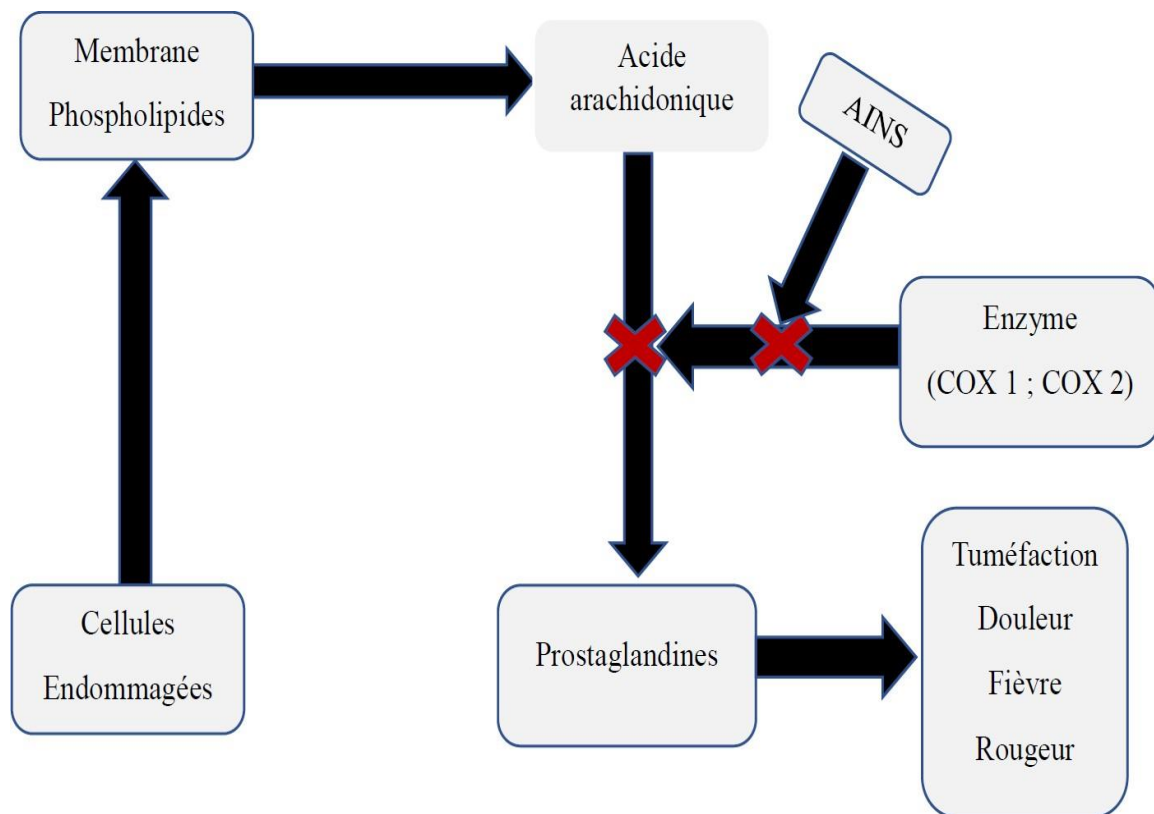 Membrane
Phospholipides
Acide
arachidonique
AINS
Enzyme
(COX 1 ; COX 2)
Cellules
Endommagées
Prostaglandines
Tuméfaction
Douleur
Fièvre
Rougeur